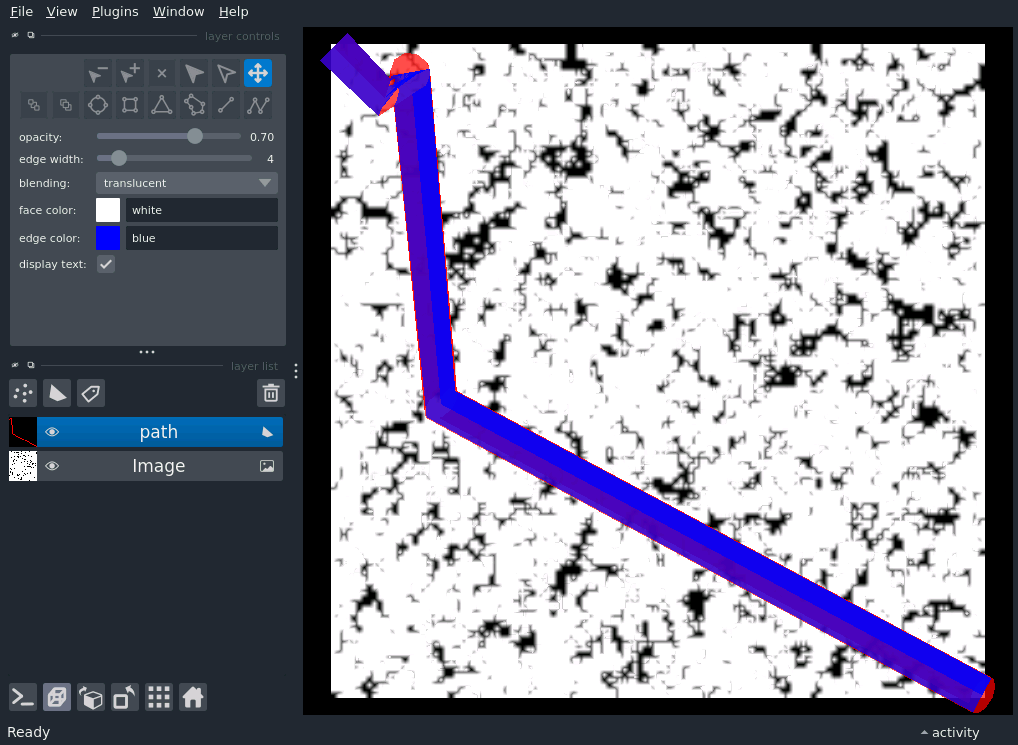 File View Plugins Window Help
layer controls
opacity: 0.70
edge width: 4
blending: translucent
face color: white
edge color: blue
display text:
layer list
path
Image
Ready activity